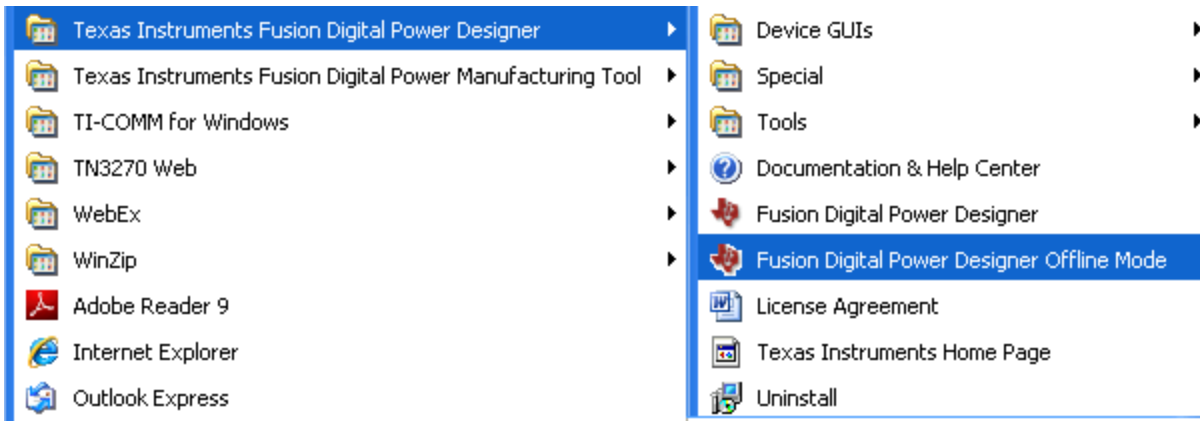 Texas Instruments Fusion Digital Power Designer
Texas Instruments Fusion Digital Power Manufacturing Tool
TI-COMM for Windows
TN3270 Web
WebEx
WinZip
Adobe Reader 9
Internet Explorer
Outlook Express
Device GUIs
Special
Tools
Documentation & Help Center
Fusion Digital Power Designer
Fusion Digital Power Designer Offline Mode
License Agreement
Texas Instruments Home Page
Uninstall